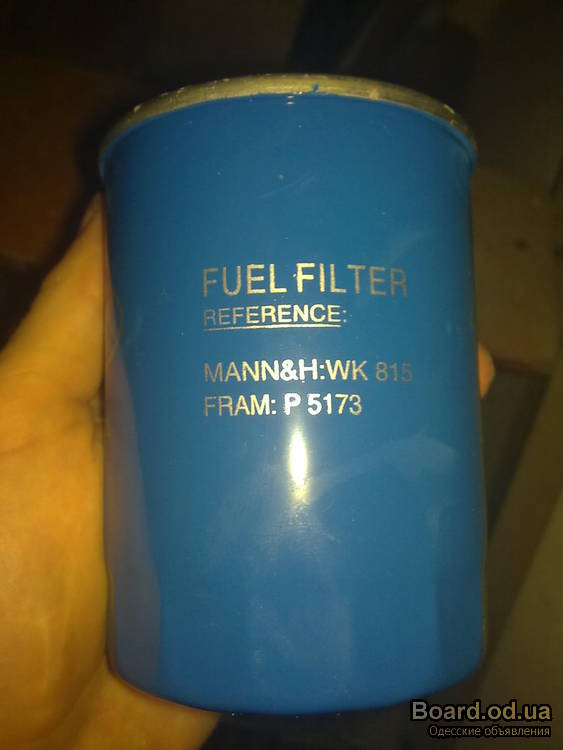 FUEL FILTER
REFERENCE:
MANN&H:WK 815
FRAM: P 5173
Board.od.ua
Одесские объявления